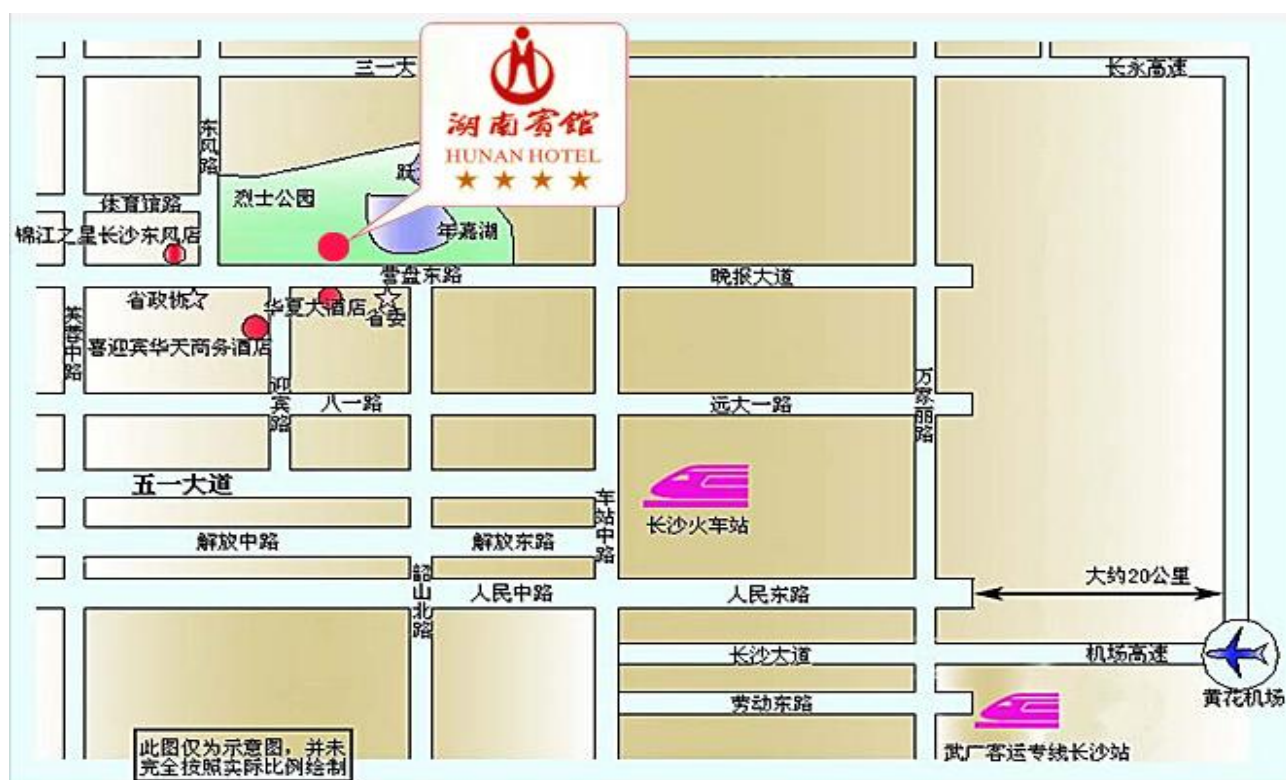 三一大
长永高速
湖南宾馆
HUNAN HOTEL
东风路
跃
烈士公园
体育馆路
年嘉湖
锦江之星长沙东风店
营盘东路
晚报大道
省政协
华夏大酒店
省委
芙蓉中路
喜迎宾华天商务酒店
迎宾路
八一路
远大一路
万家丽路
五一大道
长沙火车站
车站中路
解放中路
解放东路
韶山北路
人民中路
人民东路
大约20公里
长沙大道
机场高速
劳动东路
黄花机场
武广客运专线长沙站
此图仅为示意图,并未
完全按照实际比例绘制